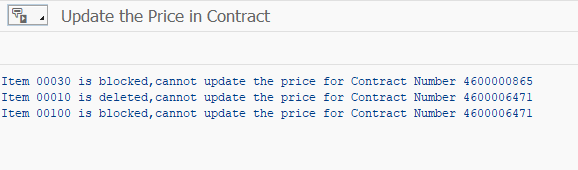 Update the Price in Contract
Item 00030 is blocked,cannot update the price for Contract Number 4600000865
Item 00010 is deleted,cannot update the price for Contract Number 4600006471
Item 00100 is blocked,cannot update the price for Contract Number 4600006471